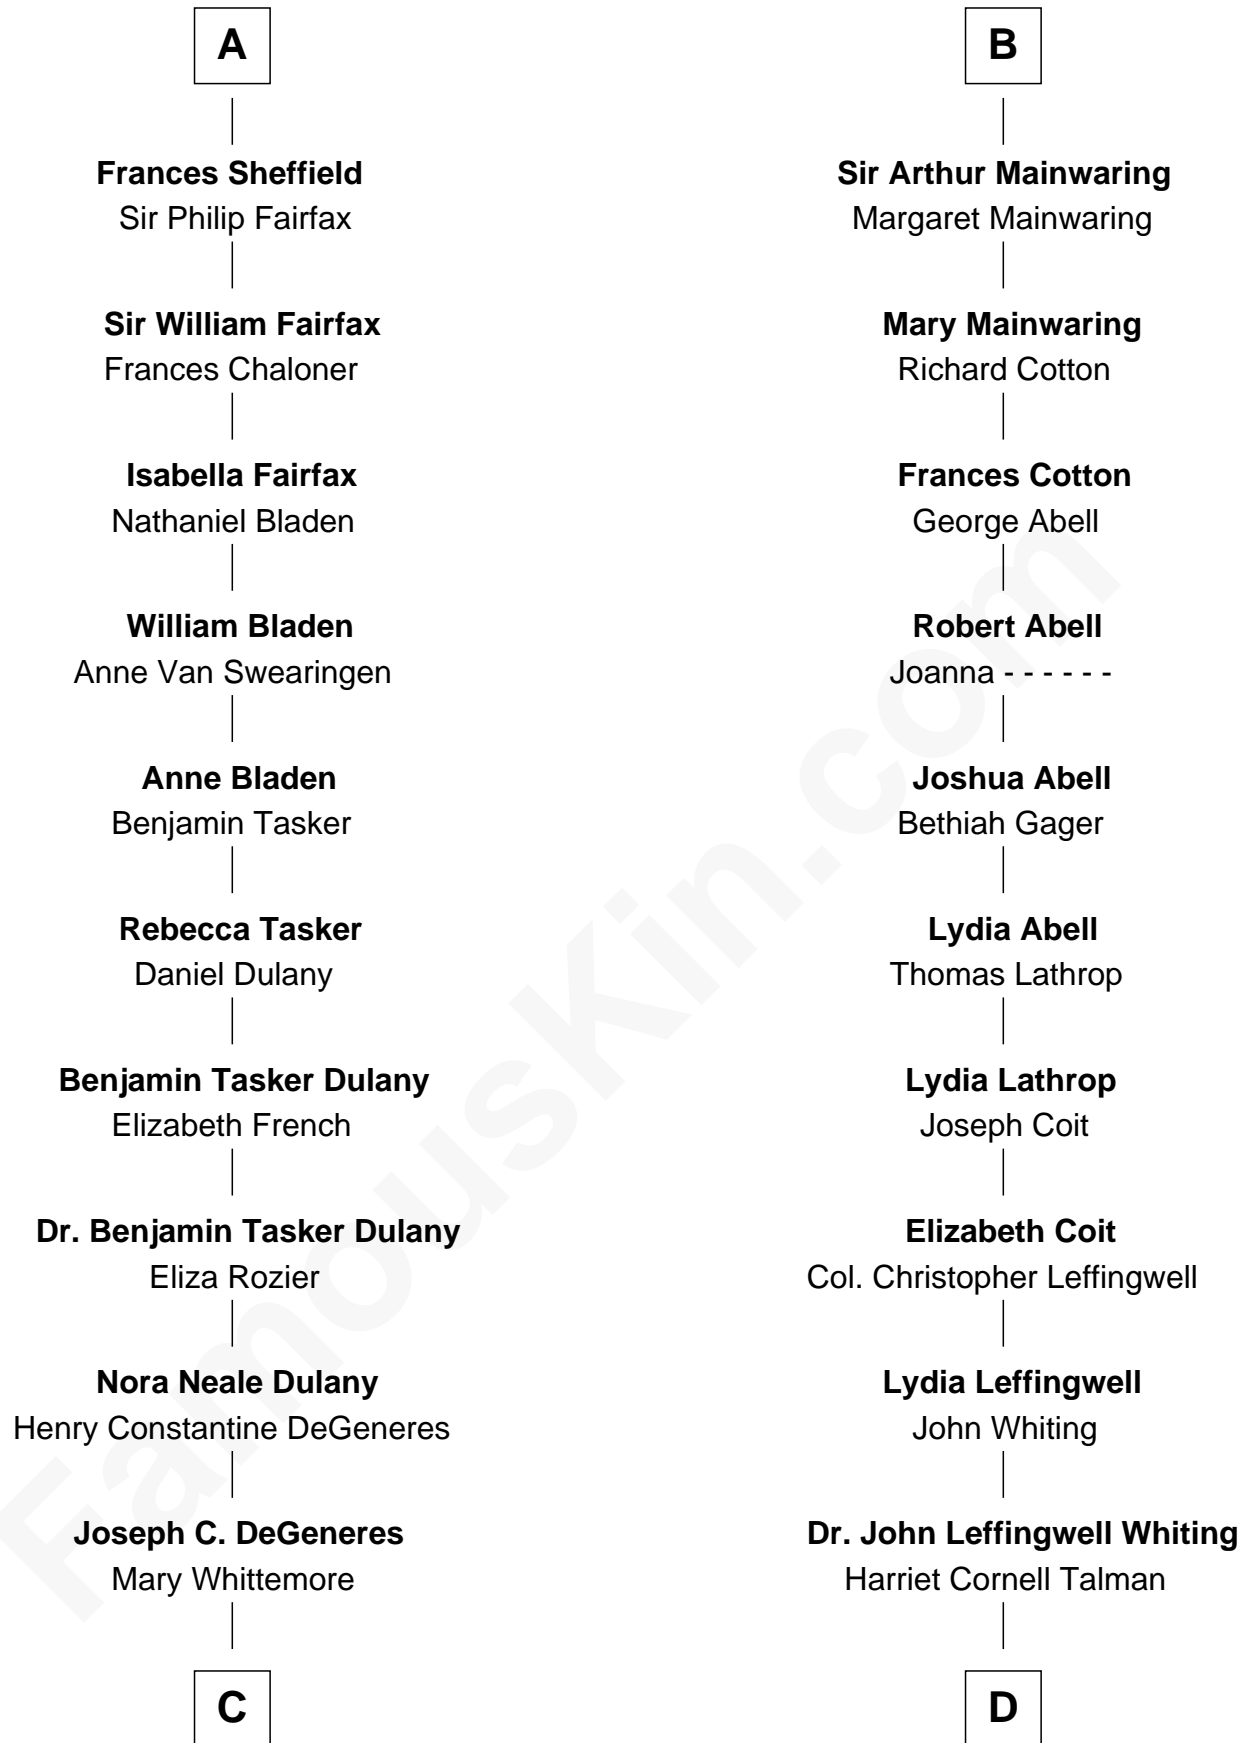 A
Frances Sheffield
Sir Philip Fairfax
Sir William Fairfax
Frances Chaloner
Isabella Fairfax
Nathaniel Bladen
William Bladen
Anne Van Swearingen
Anne Bladen
Benjamin Tasker
Rebecca Tasker
Daniel Dulany
Benjamin Tasker Dulany
Elizabeth French
Dr. Benjamin Tasker Dulany
Eliza Rozier
Nora Neale Dulany
Henry Constantine DeGeneres
Joseph C. DeGeneres
Mary Whittemore
C
B
Sir Arthur Mainwaring
Margaret Mainwaring
Mary Mainwaring
Richard Cotton
Frances Cotton
George Abell
Robert Abell
Joanna - - - - - -
Joshua Abell
Bethiah Gager
Lydia Abell
Thomas Lathrop
Lydia Lathrop
Joseph Coit
Elizabeth Coit
Col. Christopher Leffingwell
Lydia Leffingwell
John Whiting
Dr. John Leffingwell Whiting
Harriet Cornell Talman
D
FamousKin.com